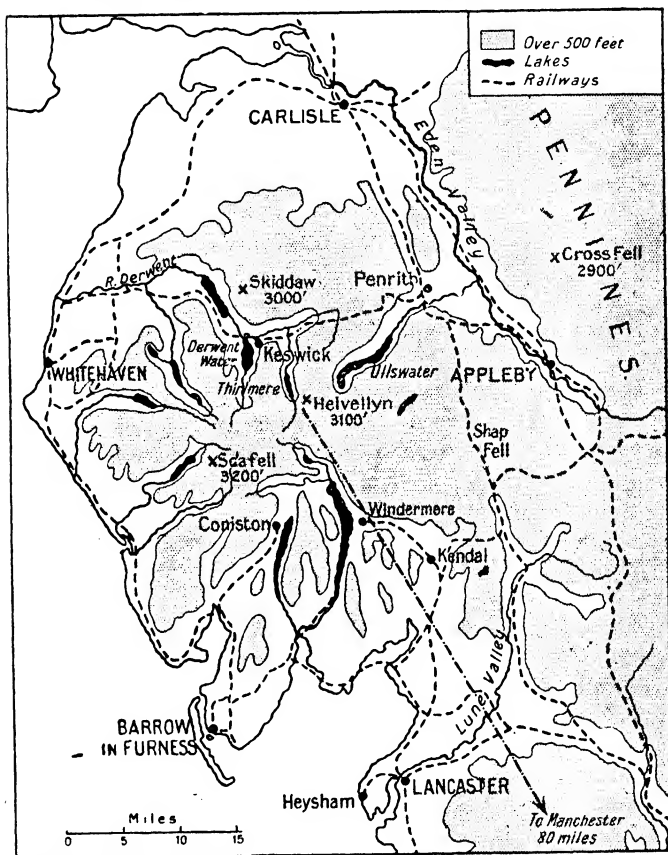 Over 500 feet
Lakes
Railways
CARLISLE
Eden Valley
PENNINES
Cross Fell
2900'
R. Derwent
Skiddaw
3000'
Penrith
Derwent
Water
Keswick
WHITEHAVEN
Thirlmere
Ullswater
APPLEBY
Helvellyn
3100'
Shap
Fell
Scafell
3200'
Coniston
Windermere
Kendal
Lune Valley
BARROW
IN FURNESS
Heysham
LANCASTER
Miles
0 5 10 15
To Manchester
80 miles